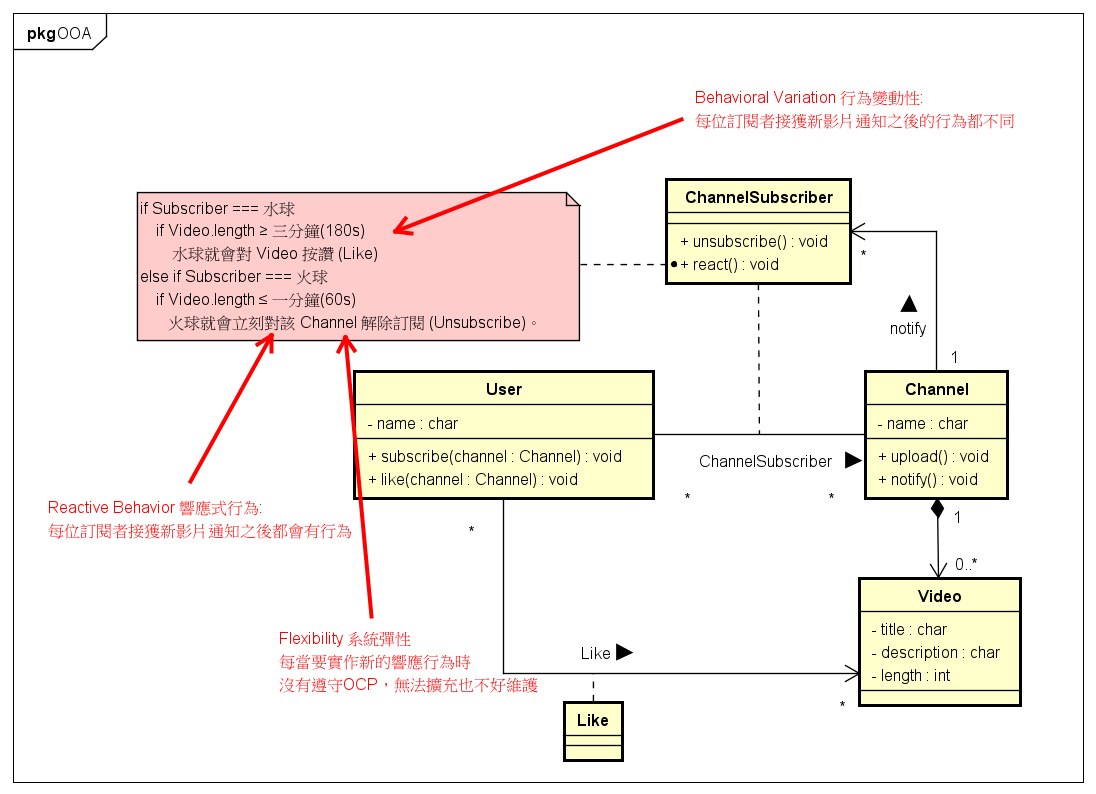 pkg OOA
Behavioral Variation 行為變動性:
每位訂閱者接獲新影片通知之後的行為都不同
if Subscriber === 水球
if Video.length ≥ 三分鐘(180s)
水球就會對 Video 按讚 (Like)
else if Subscriber === 火球
if Video.length ≤ 一分鐘(60s)
火球就會立刻對該 Channel 解除訂閱 (Unsubscribe)。
ChannelSubscriber
+ unsubscribe() : void
+ react() : void
*
▲
notify
1
User
- name : char
+ subscribe(channel : Channel) : void
+ like(channel : Channel) : void
Channel
- name : char
+ upload() : void
+ notify() : void
ChannelSubscriber ▶
*
*
Reactive Behavior 響應式行為:
每位訂閱者接獲新影片通知之後都會有行為
*
1
0..*
Video
- title : char
- description : char
- length : int
Flexibility 系統彈性
每當要實作新的響應行為時
沒有遵守OCP，無法擴充也不好維護
Like ▶
*
Like